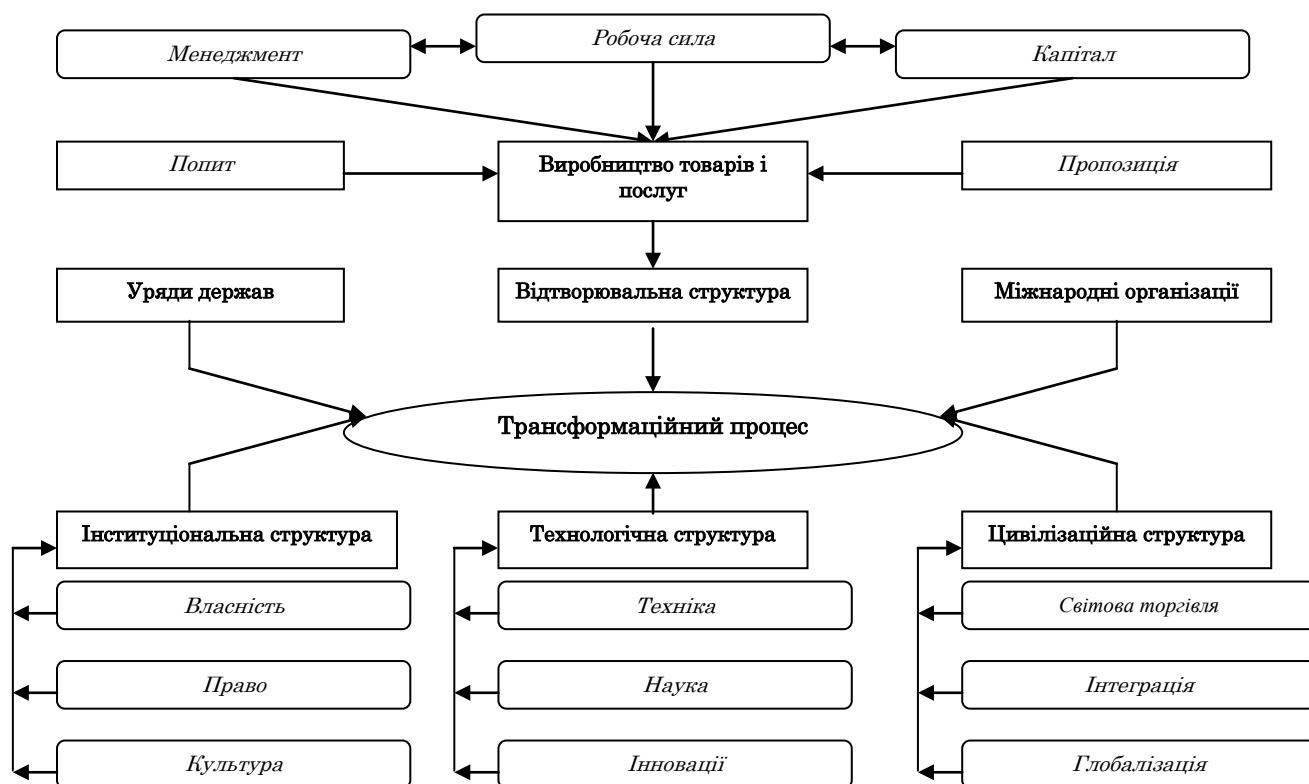 Менеджмент
Робоча сила
Капітал
Попит
Виробництво товарів і
послуг
Пропозиція
Уряди держав
Відтворювальна структура
Міжнародні організації
Трансформаційний процес
Інституціональна структура
Технологічна структура
Цивілізаційна структура
Власність
Техніка
Світова торгівля
Право
Наука
Інтеграція
Культура
Інновації
Глобалізація